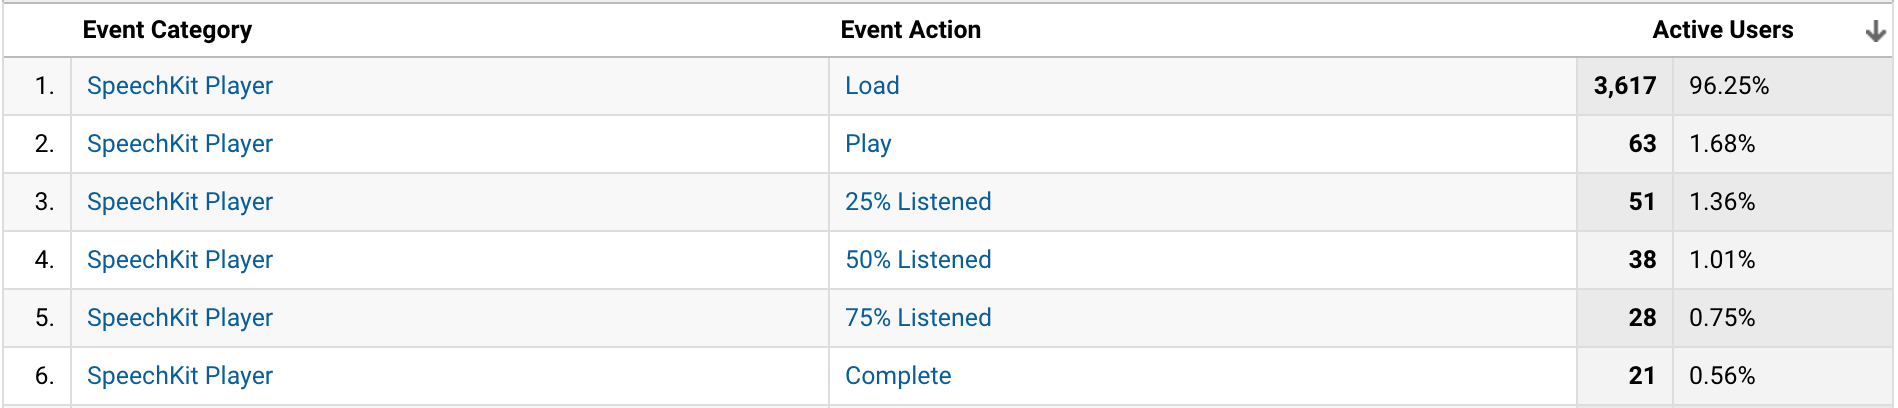 Event Category Event Action Active Users
1. SpeechKit Player Load 3,617 96.25%
2. SpeechKit Player Play 63 1.68%
3. SpeechKit Player 25% Listened 51 1.36%
4. SpeechKit Player 50% Listened 38 1.01%
5. SpeechKit Player 75% Listened 28 0.75%
6. SpeechKit Player Complete 21 0.56%